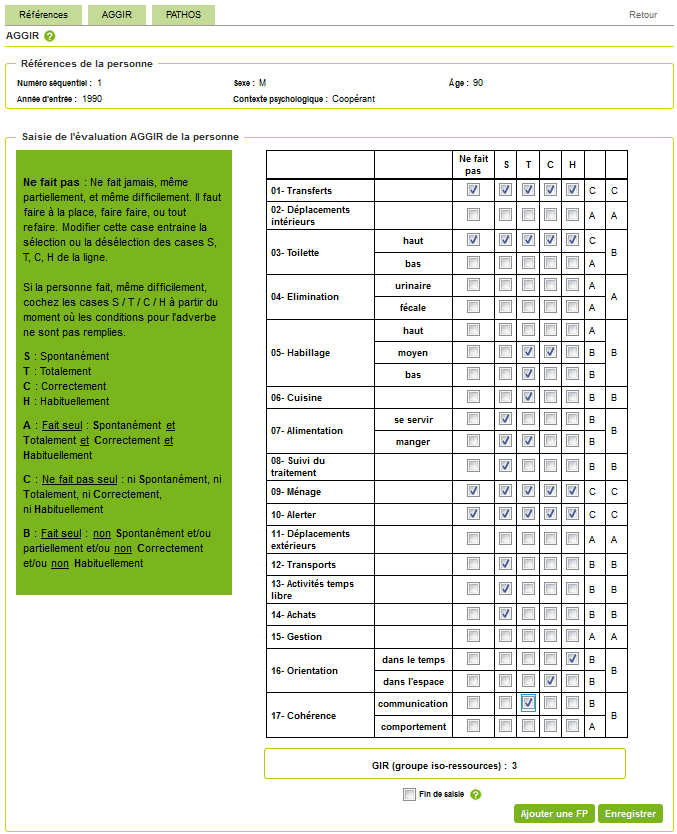 Références AGGIR PATHOS Retour
AGGIR ?
Références de la personne
Numéro séquentiel : 1 Sexe : M Âge : 90
Année d'entrée : 1990 Contexte psychologique : Coopérant
Saisie de l'évaluation AGGIR de la personne
Ne fait pas : Ne fait jamais, même
partiellement, et même difficilement. Il faut
faire à la place, faire faire, ou tout
refaire. Modifier cette case entraine la
sélection ou la désélection des cases S,
T, C, H de la ligne.
Si la personne fait, même difficilement,
cochez les cases S / T / C / H à partir du
moment où les conditions pour l'adverbe
ne sont pas remplies.
S : Spontanément
T : Totalement
C : Correctement
H : Habituellement
A : Fait seul : Spontanément et
Totalement et Correctement et
Habituellement
C : Ne fait pas seul : ni Spontanément, ni
Totalement, ni Correctement,
ni Habituellement
B : Fait seul : non Spontanément et/ou
partiellement et/ou non Correctement
et/ou non Habituellement
Ne fait
pas S T C H
01- Transferts C C
02- Déplacements
intérieurs A A
03- Toilette haut C B
bas A
04- Elimination urinaire A A
fécale A
05- Habillage haut A B
moyen B
bas B
06- Cuisine B B
07- Alimentation se servir B B
manger B
08- Suivi du
traitement B B
09- Ménage C C
10- Alerter C C
11- Déplacements
extérieurs A A
12- Transports B B
13- Activités temps
libre B B
14- Achats B B
15- Gestion A A
16- Orientation dans le temps B B
dans l'espace B
17- Cohérence communication B B
comportement A
GIR (groupe iso-ressources) : 3
Fin de saisie ?
Ajouter une FP Enregistrer